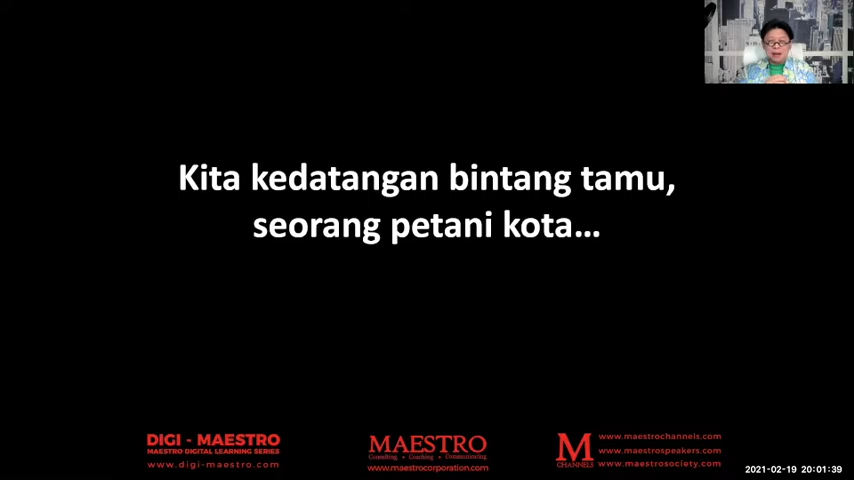 Kita kedatangan bintang tamu,
seorang petani kota...
DIGI - MAESTRO
MAESTRO DIGITAL LEARNING SERIES
www.digi-maestro.com
MAESTRO
Consulting • Coaching • Communicating
www.maestrocorporation.com
M
CHANNELS
www.maestrochannels.com
www.maestrospeakers.com
www.maestrosociety.com
2021-02-19 20:01:39